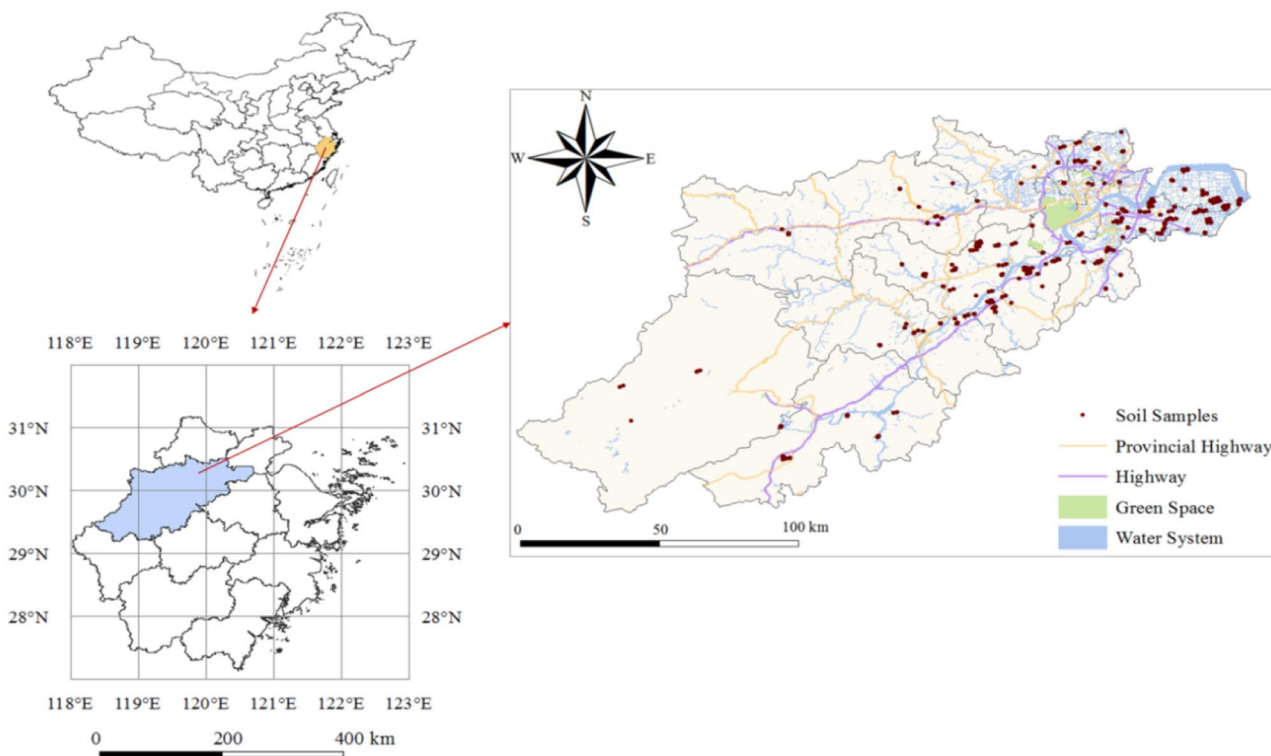 N
W E
S
Soil Samples
Provincial Highway
Highway
Green Space
Water System
0 50 100 km
118°E 119°E 120°E 121°E 122°E 123°E
31°N
30°N
29°N
28°N
31°N
30°N
29°N
28°N
118°E 119°E 120°E 121°E 122°E 123°E
0 200 400 km